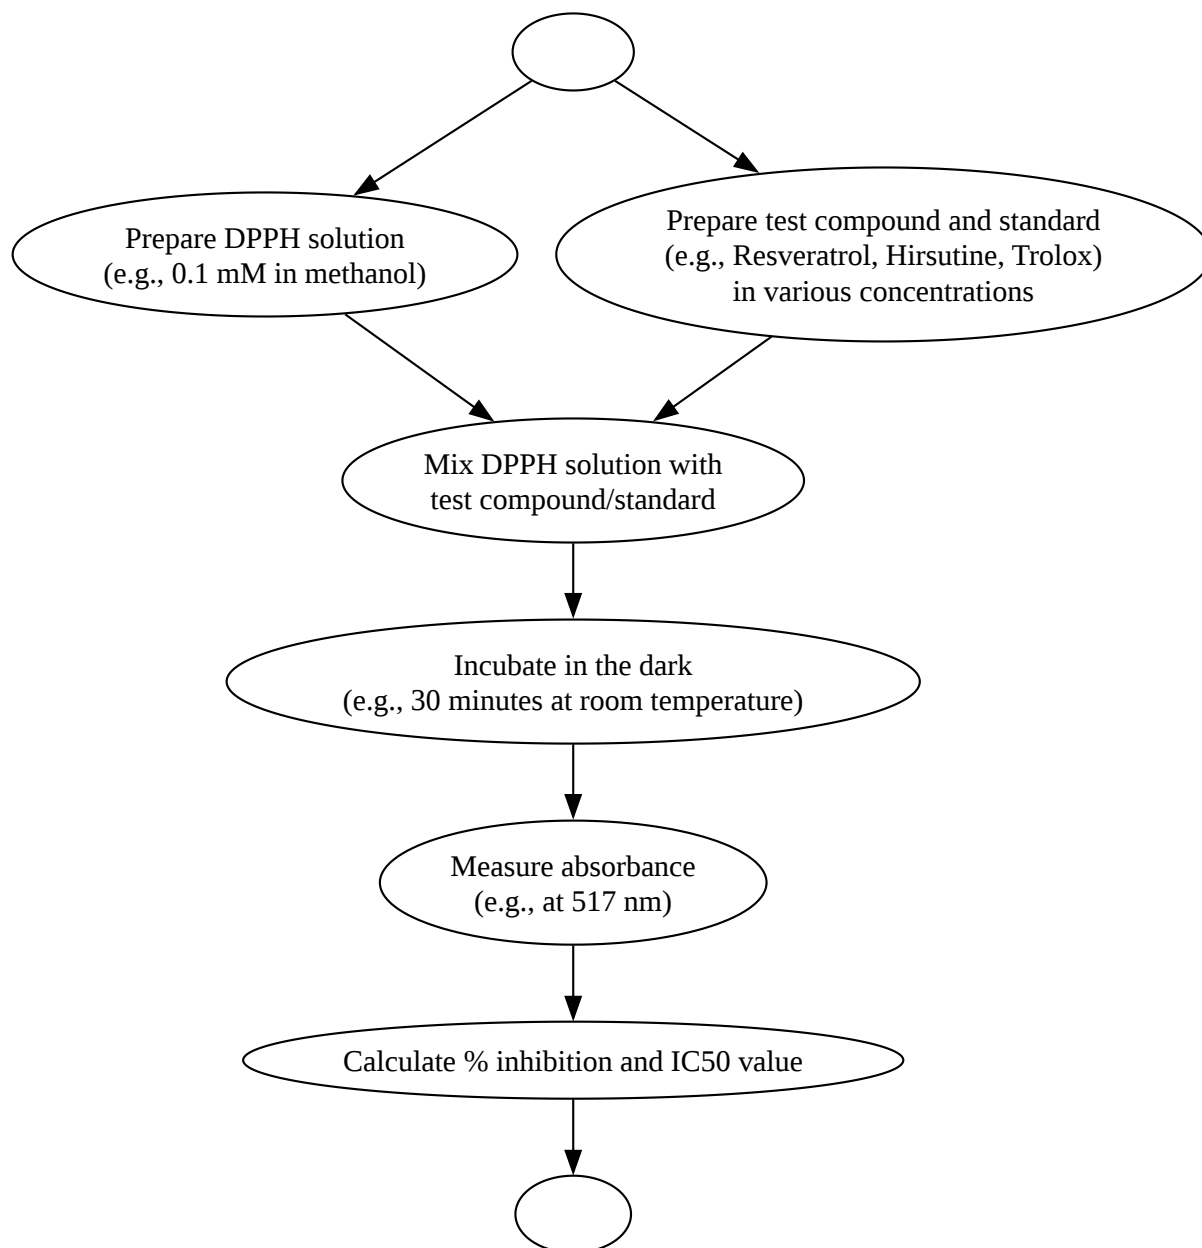 Prepare DPPH solution
(e.g., 0.1 mM in methanol)
Prepare test compound and standard
(e.g., Resveratrol, Hirsutine, Trolox)
in various concentrations
Mix DPPH solution with
test compound/standard
Incubate in the dark
(e.g., 30 minutes at room temperature)
Measure absorbance
(e.g., at 517 nm)
Calculate % inhibition and IC50 value